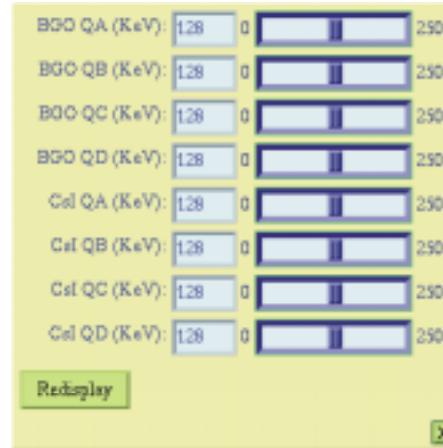 BGO QA (KeV): 128 0 250
BGO QB (KeV): 128 0 250
BGO QC (KeV): 128 0 250
BGO QD (KeV): 128 0 250
CsI QA (KeV): 128 0 250
CsI QB (KeV): 128 0 250
CsI QC (KeV): 128 0 250
CsI QD (KeV): 128 0 250
Redisplay